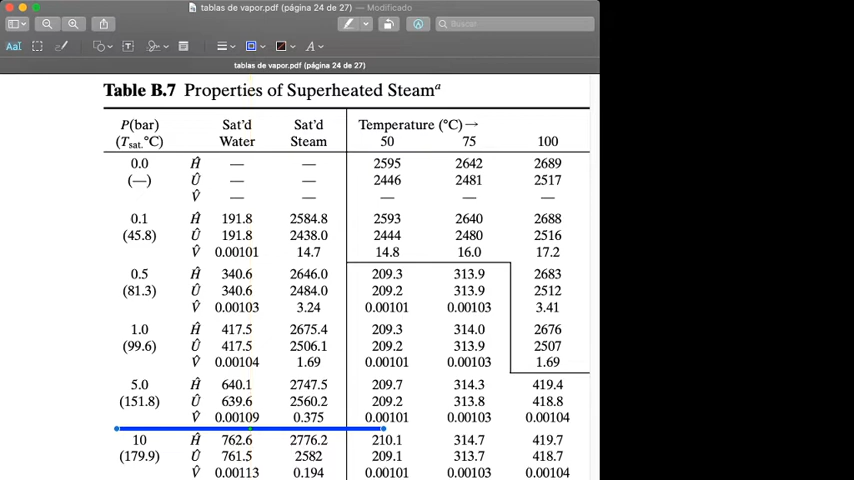 tablas de vapor.pdf (página 24 de 27) — Modificado
Buscar
AaI
T
A
tablas de vapor.pdf (página 24 de 27)
Table B.7 Properties of Superheated Steamᵃ
P(bar) Sat'd Sat'd Temperature (°C)→
(Tsat.°C) Water Steam 50 75 100
0.0 Ĥ — — 2595 2642 2689
(—) Û — — 2446 2481 2517
V̂ — — — — —
0.1 Ĥ 191.8 2584.8 2593 2640 2688
(45.8) Û 191.8 2438.0 2444 2480 2516
V̂ 0.00101 14.7 14.8 16.0 17.2
0.5 Ĥ 340.6 2646.0 209.3 313.9 2683
(81.3) Û 340.6 2484.0 209.2 313.9 2512
V̂ 0.00103 3.24 0.00101 0.00103 3.41
1.0 Ĥ 417.5 2675.4 209.3 314.0 2676
(99.6) Û 417.5 2506.1 209.2 313.9 2507
V̂ 0.00104 1.69 0.00101 0.00103 1.69
5.0 Ĥ 640.1 2747.5 209.7 314.3 419.4
(151.8) Û 639.6 2560.2 209.2 313.8 418.8
V̂ 0.00109 0.375 0.00101 0.00103 0.00104
10 Ĥ 762.6 2776.2 210.1 314.7 419.7
(179.9) Û 761.5 2582 209.1 313.7 418.7
V̂ 0.00113 0.194 0.00101 0.00103 0.00104